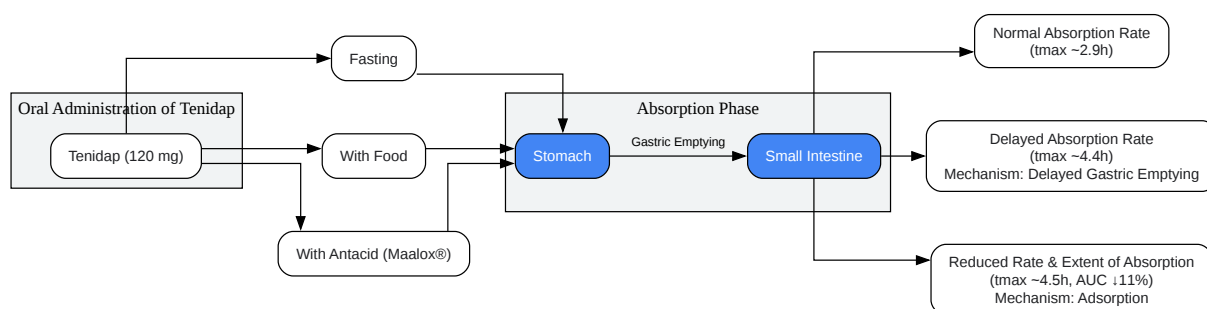 Normal Absorption Rate
(tmax ~2.9h)
Fasting
Oral Administration of Tenidap
Absorption Phase
Tenidap (120 mg)
With Food
Stomach
Gastric Emptying
Small Intestine
Delayed Absorption Rate
(tmax ~4.4h)
Mechanism: Delayed Gastric Emptying
With Antacid (Maalox®)
Reduced Rate & Extent of Absorption
(tmax ~4.5h, AUC ↓11%)
Mechanism: Adsorption